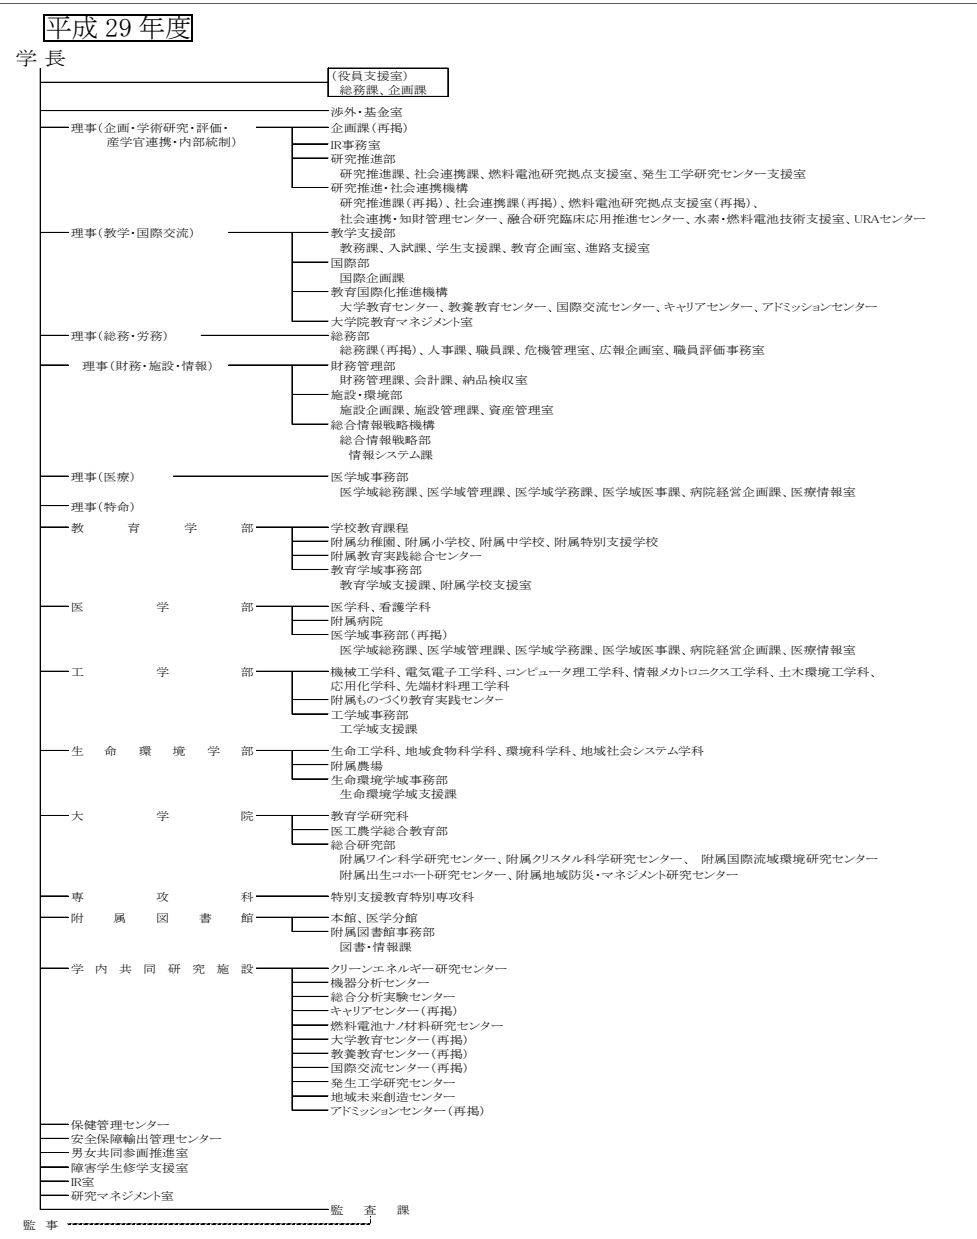 平成 29 年度
学 長
(役員支援室)
総務課、企画課
渉外・基金室
理事(企画・学術研究・評価・ 企画課(再掲)
産学官連携・内部統制)
IR事務室
研究推進部
研究推進課、社会連携課、燃料電池研究拠点支援室、発生工学研究センター支援室
研究推進・社会連携機構
研究推進課(再掲)、社会連携課(再掲)、燃料電池研究拠点支援室(再掲)、
社会連携・知財管理センター、融合研究臨床応用推進センター、水素・燃料電池技術支援室、URAセンター
理事(教学・国際交流) 教学支援部
教務課、入試課、学生支援課、教育企画室、進路支援室
国際部
国際企画課
教育国際化推進機構
大学教育センター、教養教育センター、国際交流センター、キャリアセンター、アドミッションセンター
大学院教育マネジメント室
理事(総務・労務) 総務部
総務課(再掲)、人事課、職員課、危機管理室、広報企画室、職員評価事務室
理事(財務・施設・情報) 財務管理部
財務管理課、会計課、納品検収室
施設・環境部
施設企画課、施設管理課、資産管理室
総合情報戦略機構
総合情報戦略部
情報システム課
理事(医療) 医学域事務部
医学域総務課、医学域管理課、医学域学務課、医学域医事課、病院経営企画課、医療情報室
理事(特命)
教 育 学 部 学校教育課程
附属幼稚園、附属小学校、附属中学校、附属特別支援学校
附属教育実践総合センター
教育学域事務部
教育学域支援課、附属学校支援室
医 学 部 医学科、看護学科
附属病院
医学域事務部(再掲)
医学域総務課、医学域管理課、医学域学務課、医学域医事課、病院経営企画課、医療情報室
工 学 部 機械工学科、電気電子工学科、コンピュータ理工学科、情報メカトロニクス工学科、土木環境工学科、
応用化学科、先端材料理工学科
附属ものづくり教育実践センター
工学域事務部
工学域支援課
生 命 環 境 学 部 生命工学科、地域食物科学科、環境科学科、地域社会システム学科
附属農場
生命環境学域事務部
生命環境学域支援課
大 学 院 教育学研究科
医工農学総合教育部
総合研究部
附属ワイン科学研究センター、附属クリスタル科学研究センター、 附属国際流域環境研究センター
附属出生コホート研究センター、附属地域防災・マネジメント研究センター
専 攻 科 特別支援教育特別専攻科
附 属 図 書 館 本館、医学分館
附属図書館事務部
図書・情報課
学 内 共 同 研 究 施 設 クリーンエネルギー研究センター
機器分析センター
総合分析実験センター
キャリアセンター(再掲)
燃料電池ナノ材料研究センター
大学教育センター(再掲)
教養教育センター(再掲)
国際交流センター(再掲)
発生工学研究センター
地域未来創造センター
アドミッションセンター(再掲)
保健管理センター
安全保障輸出管理センター
男女共同参画推進室
障害学生修学支援室
IR室
研究マネジメント室
監 査 課
監 事